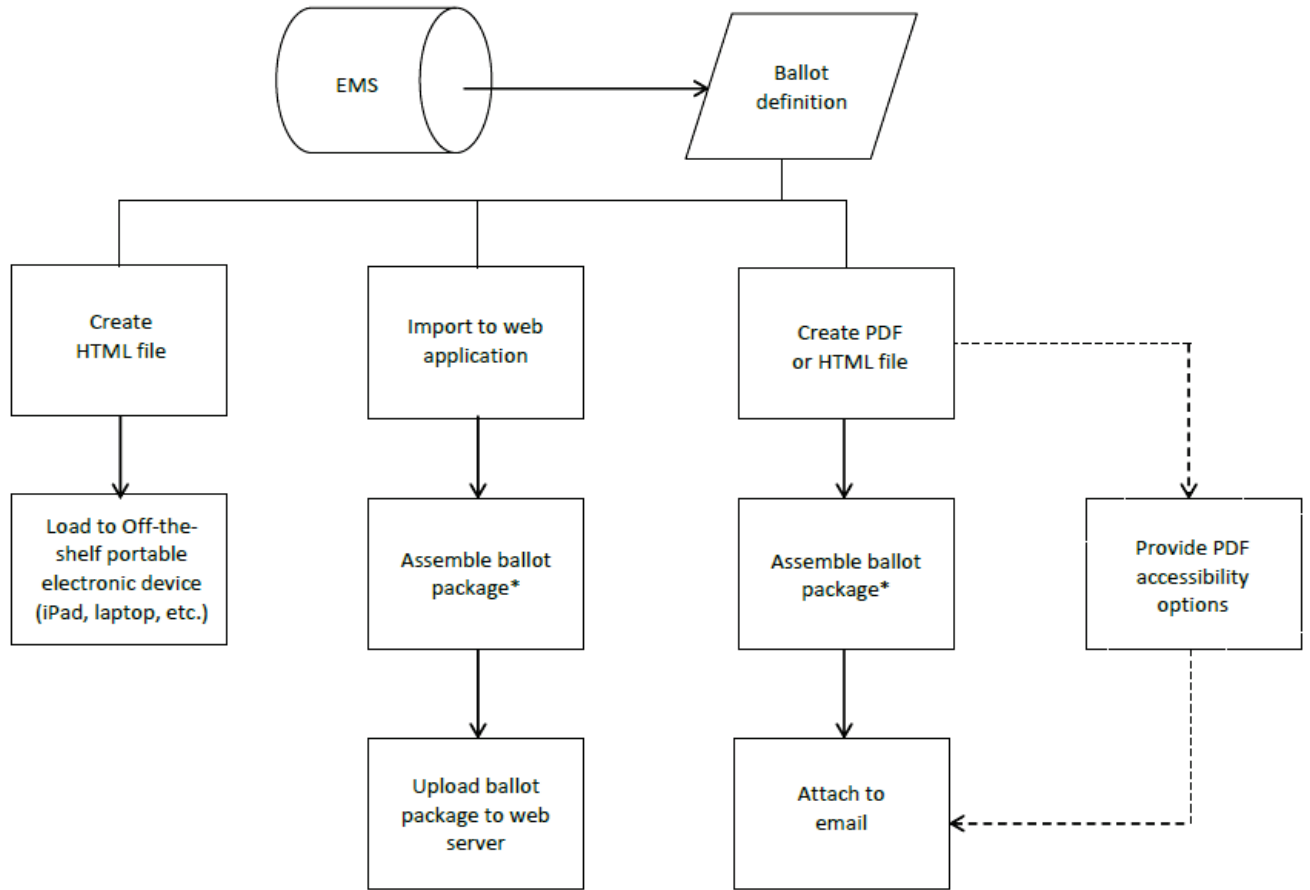 EMS
Ballot
definition
Create
HTML file
Import to web
application
Create PDF
or HTML file
Load to Off-the-
shelf portable
electronic device
(iPad, laptop, etc.)
Assemble ballot
package*
Assemble ballot
package*
Provide PDF
accessibility
options
Upload ballot
package to web
server
Attach to
email